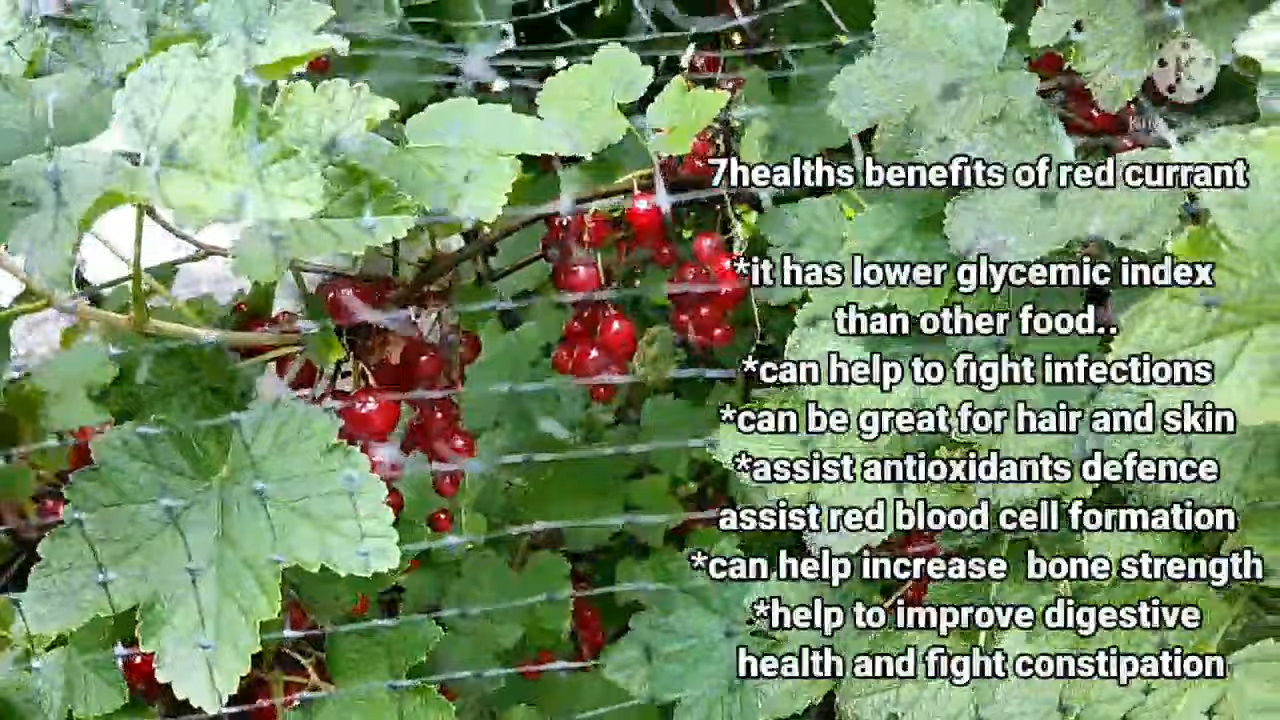 7healths benefits of red currant
*it has lower glycemic index
than other food..
*can help to fight infections
*can be great for hair and skin
*assist antioxidants defence
assist red blood cell formation
*can help increase  bone strength
*help to improve digestive
health and fight constipation